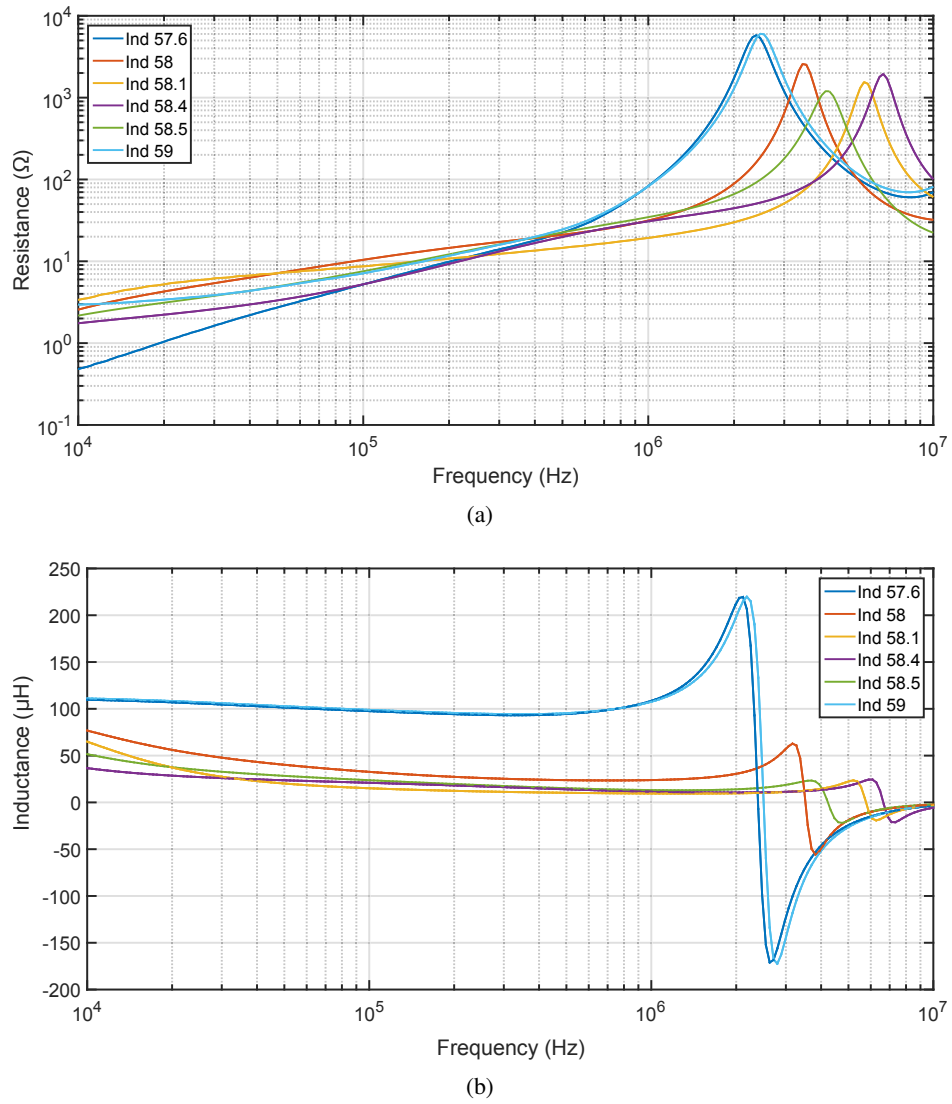 10^4
10^3
10^2
10^1
10^0
10^-1
Resistance (Ω)
Ind 57.6
Ind 58
Ind 58.1
Ind 58.4
Ind 58.5
Ind 59
10^4
10^5
10^6
10^7
Frequency (Hz)
(a)
250
200
150
100
50
0
-50
-100
-150
-200
Inductance (μH)
Ind 57.6
Ind 58
Ind 58.1
Ind 58.4
Ind 58.5
Ind 59
10^4
10^5
10^6
10^7
Frequency (Hz)
(b)